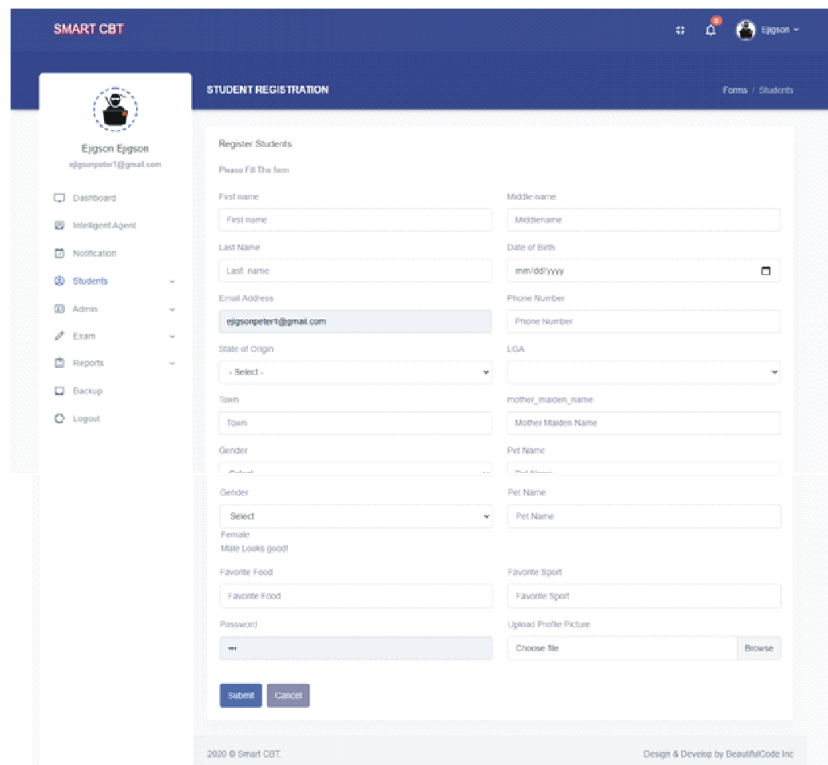 SMART CBT
0
Ejigson
STUDENT REGISTRATION
Forms / Students
Ejigson Ejigson
ejigsonpeter1@gmail.com
Dashboard
Intelligent Agent
Notification
Students
Admin
Exam
Reports
Backup
Logout
Register Students
Please Fill The form
First name Middle name
First name Middlename
Last Name Date of Birth
Last name mm/dd/yyyy
Email Address Phone Number
ejigsonpeter1@gmail.com Phone Number
State of Origin LGA
- Select -
Town mother_maiden_name
Town Mother Maiden Name
Gender Pet Name
Select Pet Name
Gender Pet Name
Select Pet Name
Female
Male Looks good!
Favorite Food Favorite Sport
Favorite Food Favorite Sport
Password Upload Profile Picture
•••• Choose file Browse
Submit Cancel
2020 © Smart CBT. Design & Develop by BeautifulCode Inc